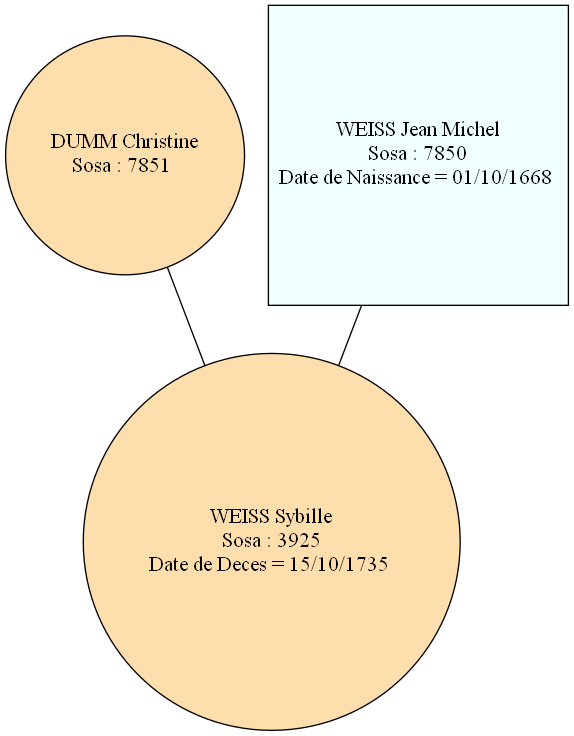 DUMM Christine
Sosa : 7851
WEISS Jean Michel
Sosa : 7850
Date de Naissance = 01/10/1668
WEISS Sybille
Sosa : 3925
Date de Deces = 15/10/1735